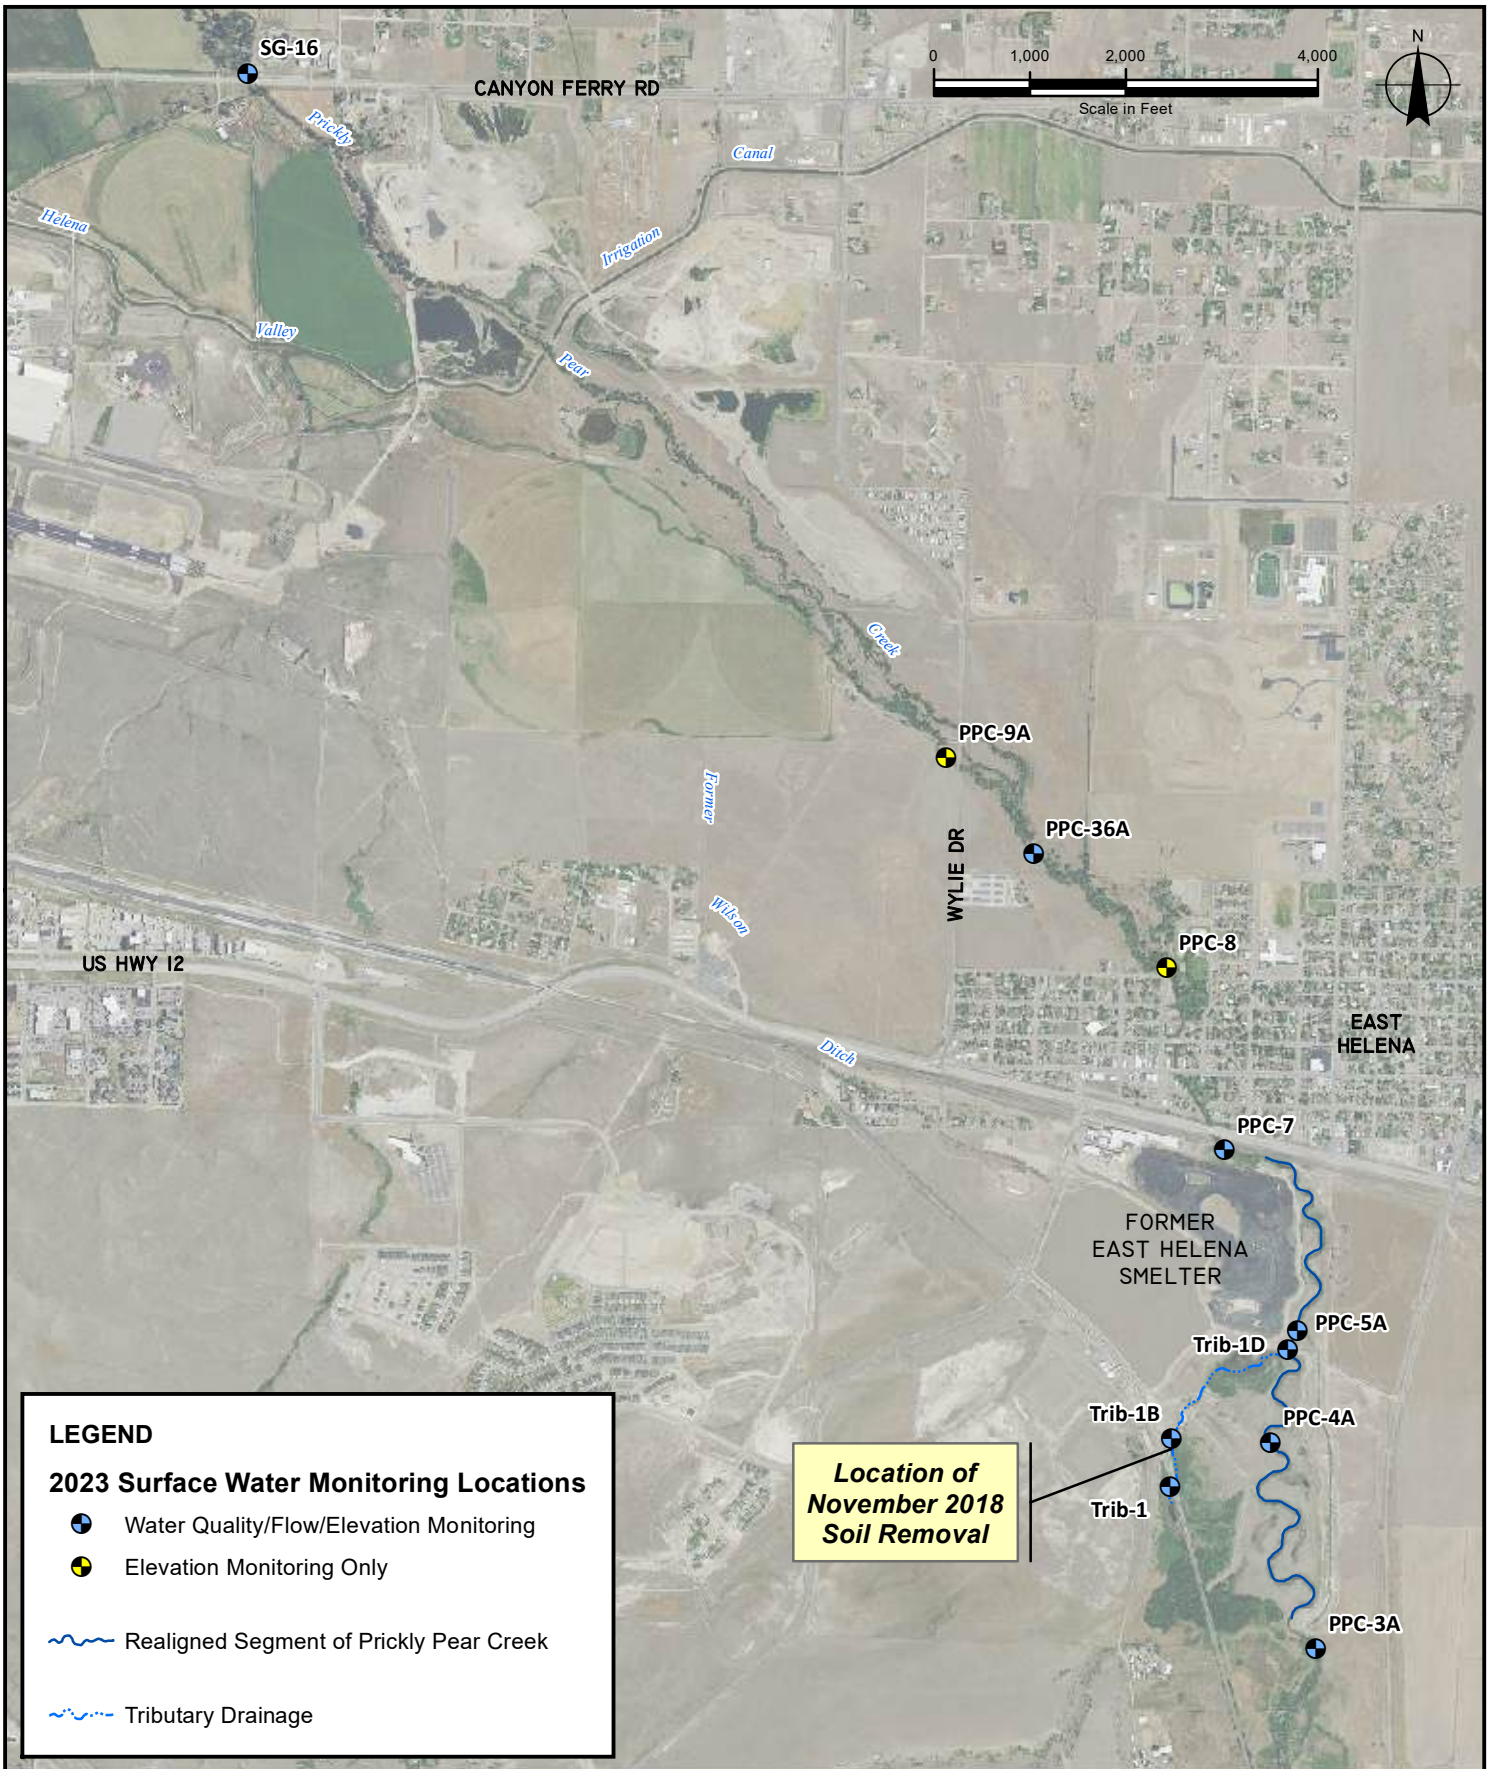 SG-16
CANYON FERRY RD
0 1,000 2,000 4,000
Scale in Feet
N
Prickly
Canal
Helena
Irrigation
Valley
Pear
Creek
PPC-9A
Former
PPC-36A
WYLIE DR
Wilson
PPC-8
US HWY 12
EAST
HELENA
Ditch
PPC-7
FORMER
EAST HELENA
SMELTER
PPC-5A
Trib-1D
Trib-1B
PPC-4A
Location of
November 2018
Soil Removal
Trib-1
PPC-3A
LEGEND
2023 Surface Water Monitoring Locations
Water Quality/Flow/Elevation Monitoring
Elevation Monitoring Only
Realigned Segment of Prickly Pear Creek
Tributary Drainage